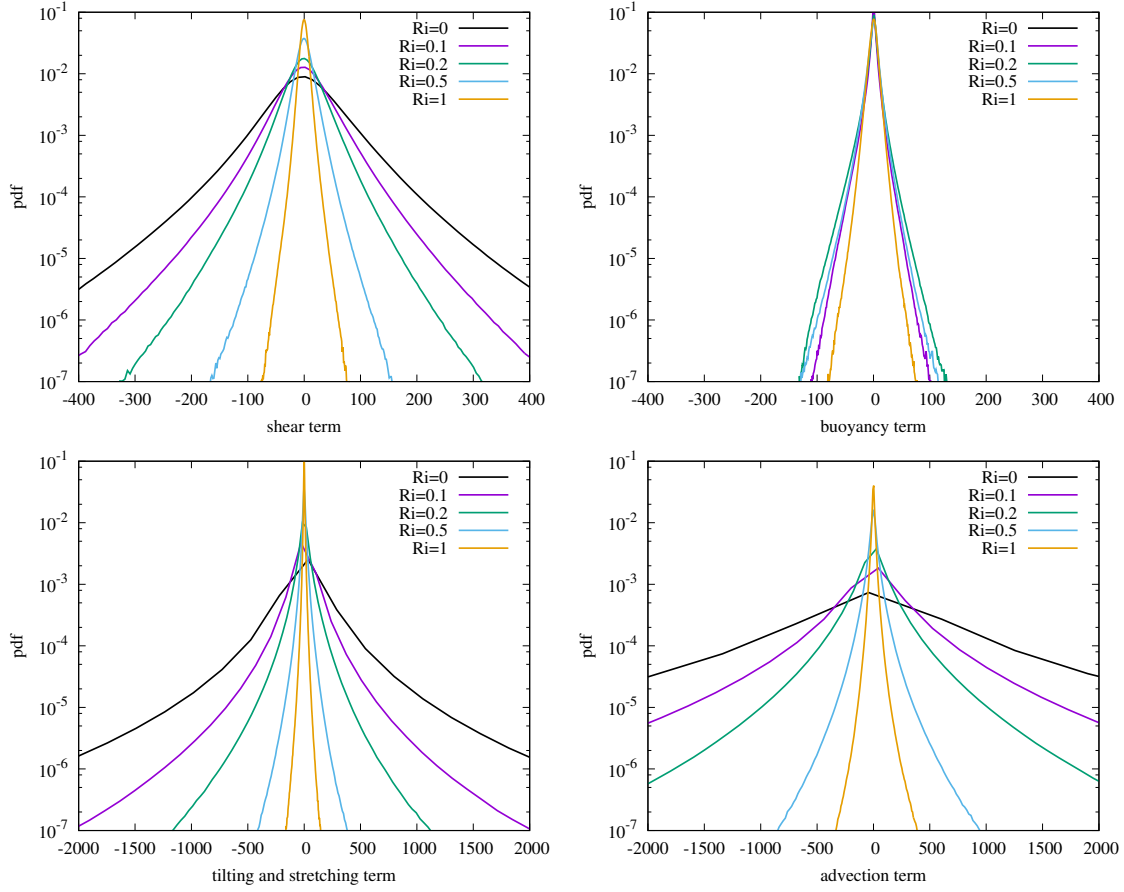 10^-1
Ri=0
Ri=0.1
10^-2
Ri=0.2
Ri=0.5
Ri=1
10^-3
pdf
10^-4
10^-5
10^-6
10^-7
-400 -300 -200 -100 0 100 200 300 400
shear term
10^-1
Ri=0
Ri=0.1
10^-2
Ri=0.2
Ri=0.5
Ri=1
10^-3
pdf
10^-4
10^-5
10^-6
10^-7
-400 -300 -200 -100 0 100 200 300 400
buoyancy term
10^-1
Ri=0
Ri=0.1
10^-2
Ri=0.2
Ri=0.5
Ri=1
10^-3
pdf
10^-4
10^-5
10^-6
10^-7
-2000 -1500 -1000 -500 0 500 1000 1500 2000
tilting and stretching term
10^-1
Ri=0
Ri=0.1
10^-2
Ri=0.2
Ri=0.5
Ri=1
10^-3
pdf
10^-4
10^-5
10^-6
10^-7
-2000 -1500 -1000 -500 0 500 1000 1500 2000
advection term